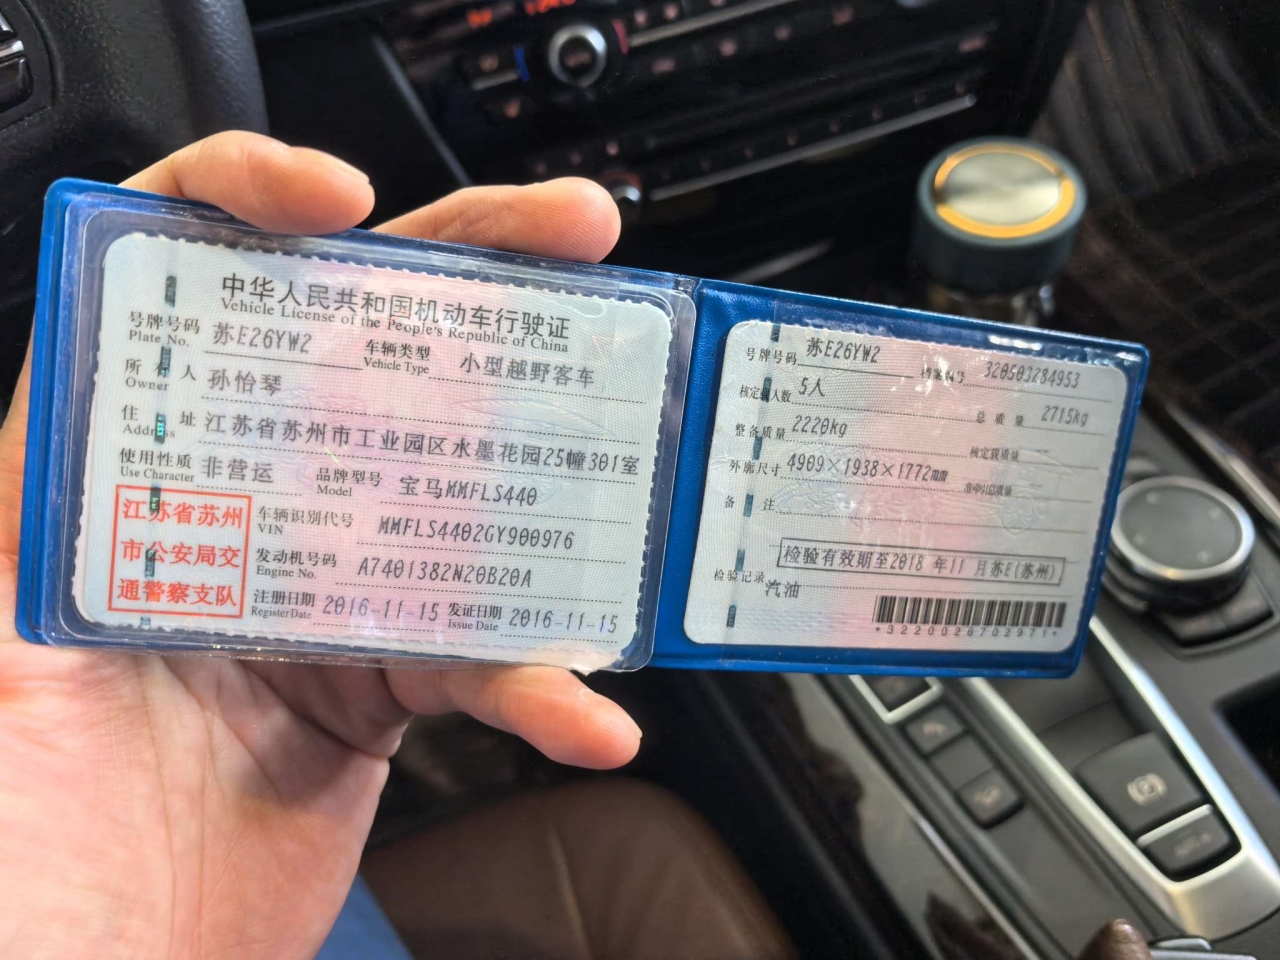 中华人民共和国机动车行驶证
Vehicle License of the People's Republic of China
号牌号码 苏E26YW2 车辆类型 小型越野客车
Plate No. Vehicle Type
所有人 孙怡琴
Owner
住址 江苏省苏州市工业园区水墨花园25幢301室
Address
使用性质 非营运 品牌型号 宝马MMFLS440
Use Character Model
江苏省苏州
市公安局交
通警察支队
车辆识别代号 MMFLS4402GY900976
VIN
发动机号码 A7401382N20B20A
Engine No.
注册日期 2016-11-15 发证日期 2016-11-15
Register Date Issue Date
号牌号码 苏E26YW2 档案编号 320503284953
核定载人数 5人 总质量 2715kg
整备质量 2220kg 核定载质量 --
外廓尺寸 4909×1938×1772mm 准牵引总质量 --
备注
检验有效期至2018 年11 月苏E(苏州)
检验记录 汽油
*3220026702971*